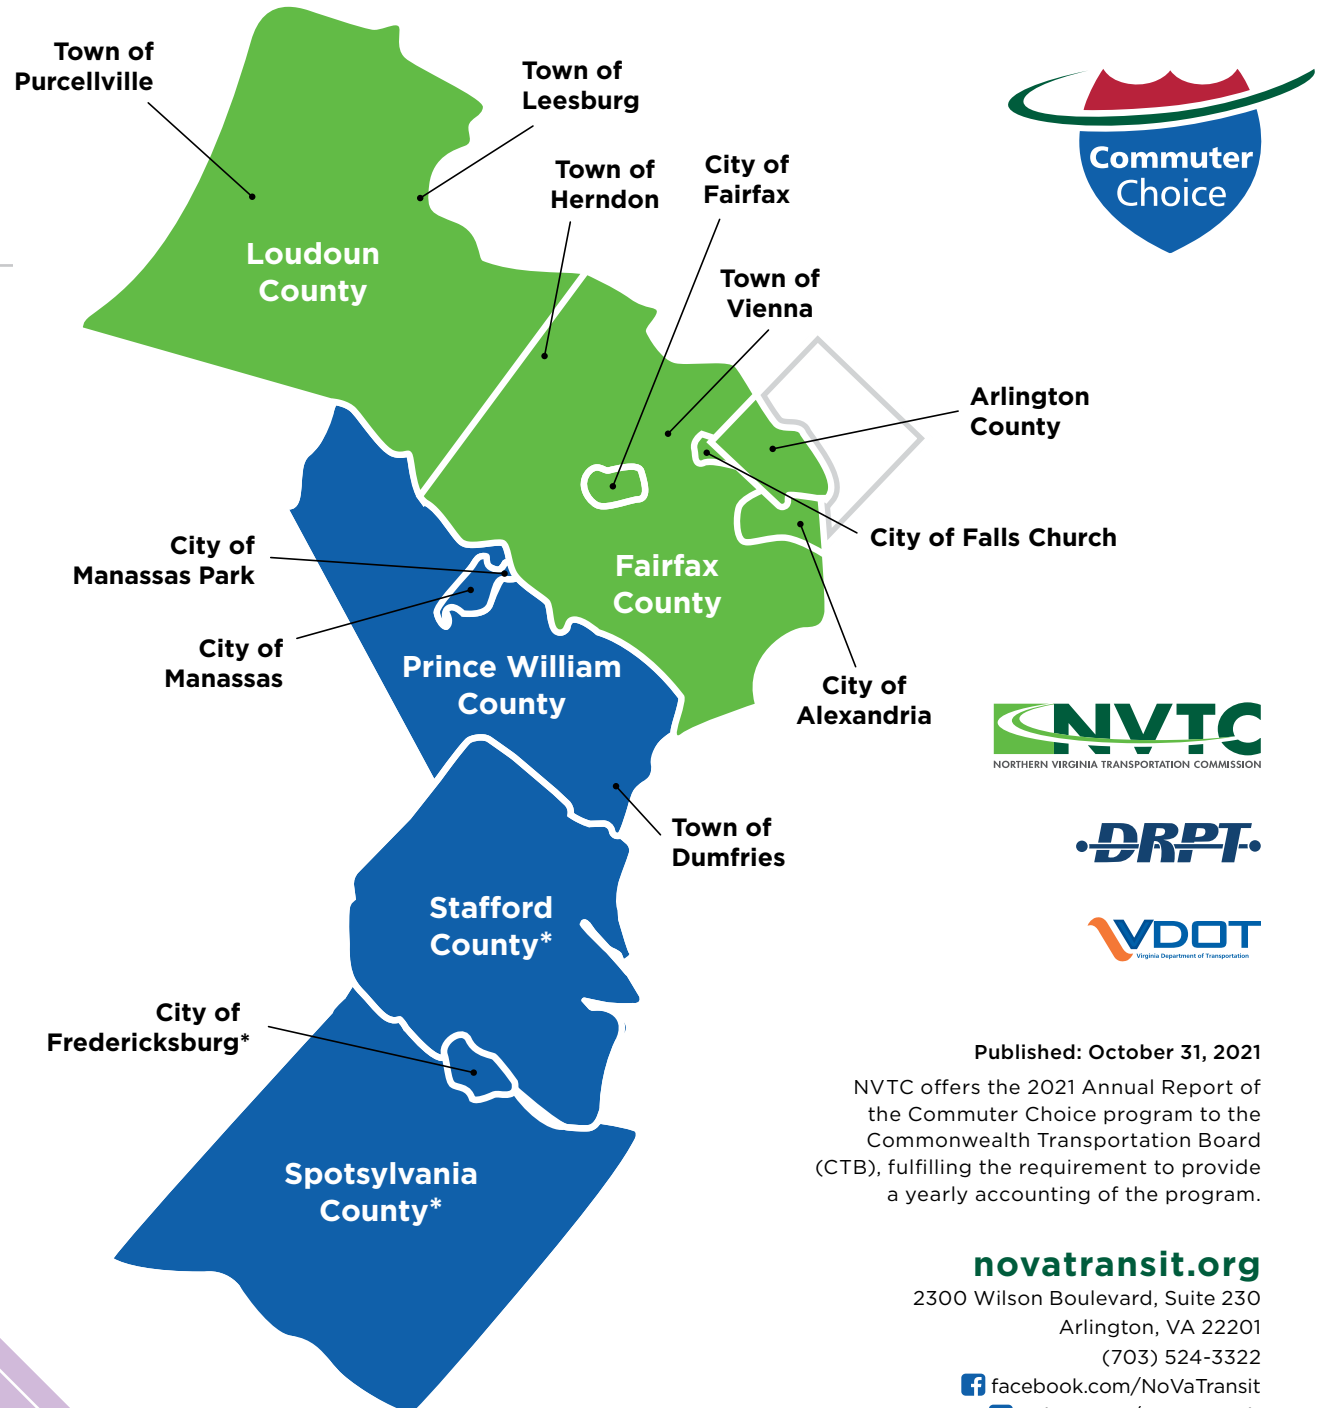 Town of
Purcellville
Town of
Leesburg
Town of
Herndon
City of
Fairfax
Town of
Vienna
Loudoun
County
Commuter
Choice
Arlington
County
City of Falls Church
City of
Manassas Park
City of
Manassas
Fairfax
County
Prince William
County
City of
Alexandria
NVTC
NORTHERN VIRGINIA TRANSPORTATION COMMISSION
Town of
Dumfries
DRPT
Stafford
County*
VDOT
Virginia Department of Transportation
City of
Fredericksburg*
Spotsylvania
County*
Published: October 31, 2021
NVTC offers the 2021 Annual Report of
the Commuter Choice program to the
Commonwealth Transportation Board
(CTB), fulfilling the requirement to provide
a yearly accounting of the program.
novatransit.org
2300 Wilson Boulevard, Suite 230
Arlington, VA 22201
(703) 524-3322
facebook.com/NoVaTransit